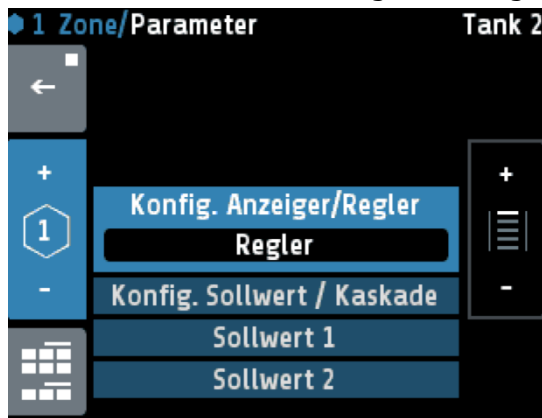 1 Zone/Parameter Tank 2
+
1
-
Konfig. Anzeiger/Regler
Regler
Konfig. Sollwert / Kaskade
Sollwert 1
Sollwert 2
+
-